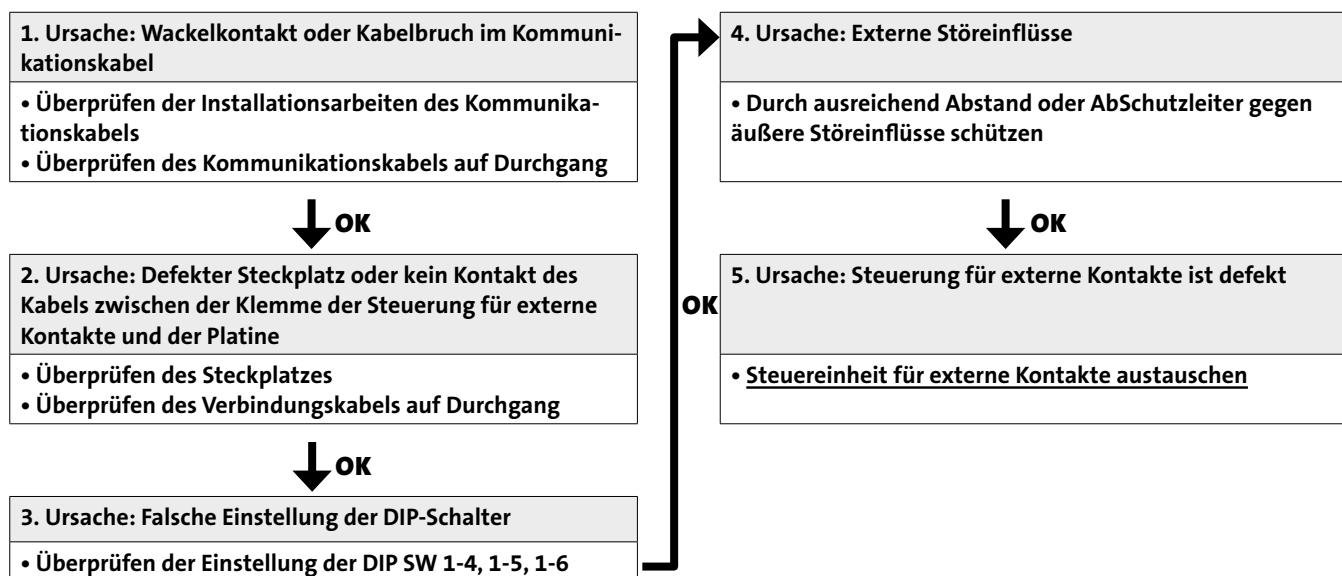 1. Ursache: Wackelkontakt oder Kabelbruch im Kommuni-
kationskabel
• Überprüfen der Installationsarbeiten des Kommunika-
tionskabels
• Überprüfen des Kommunikationskabels auf Durchgang
OK
2. Ursache: Defekter Steckplatz oder kein Kontakt des
Kabels zwischen der Klemme der Steuerung für externe
Kontakte und der Platine
• Überprüfen des Steckplatzes
• Überprüfen des Verbindungskabels auf Durchgang
OK
3. Ursache: Falsche Einstellung der DIP-Schalter
• Überprüfen der Einstellung der DIP SW 1-4, 1-5, 1-6
OK
4. Ursache: Externe Störeinflüsse
• Durch ausreichend Abstand oder AbSchutzleiter gegen
äußere Störeinflüsse schützen
OK
5. Ursache: Steuerung für externe Kontakte ist defekt
• Steuereinheit für externe Kontakte austauschen